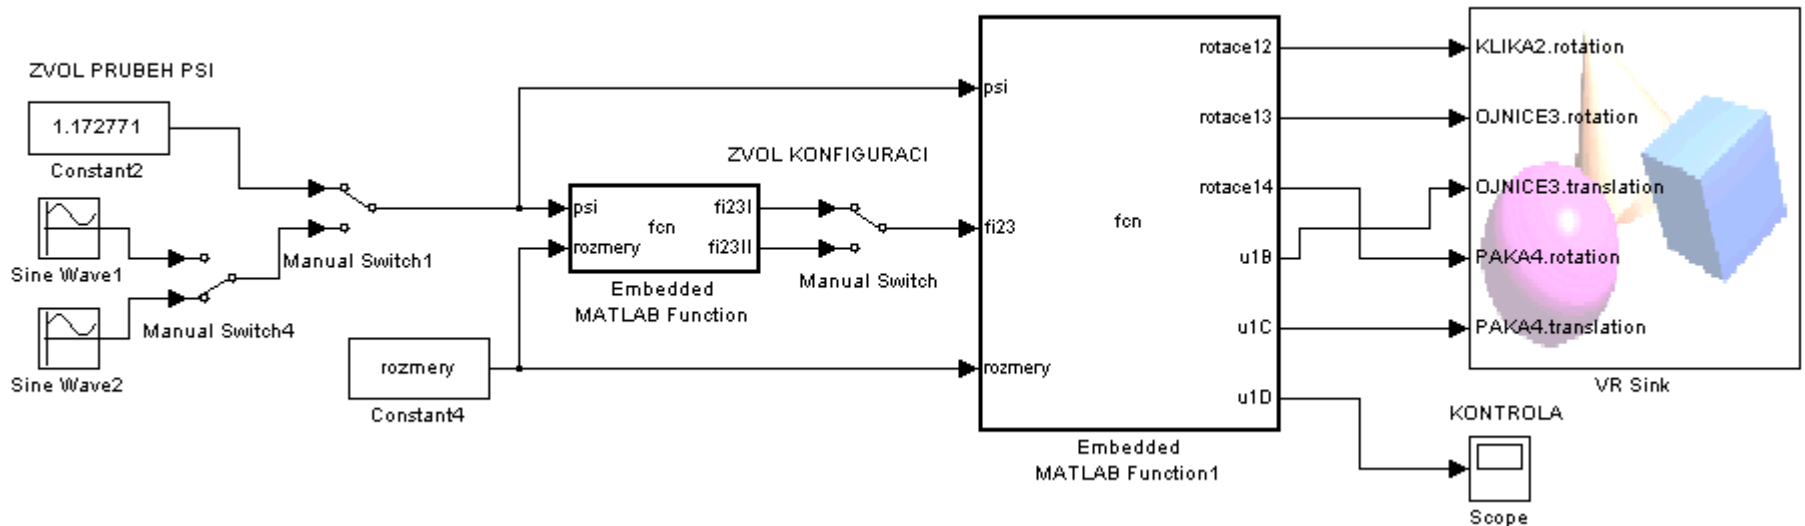 ZVOL PRUBEH PSI
1.172771
Constant2
Sine Wave1
Sine Wave2
Manual Switch4
Manual Switch1
rozmery
Constant4
psi
rozmery
fcn
fi23I
fi23II
Embedded
MATLAB Function
ZVOL KONFIGURACI
Manual Switch
psi
fi23
rozmery
fcn
rotace12
rotace13
rotace14
u1B
u1C
u1D
Embedded
MATLAB Function1
KLIKA2.rotation
OJNICE3.rotation
OJNICE3.translation
PAKA4.rotation
PAKA4.translation
VR Sink
KONTROLA
Scope